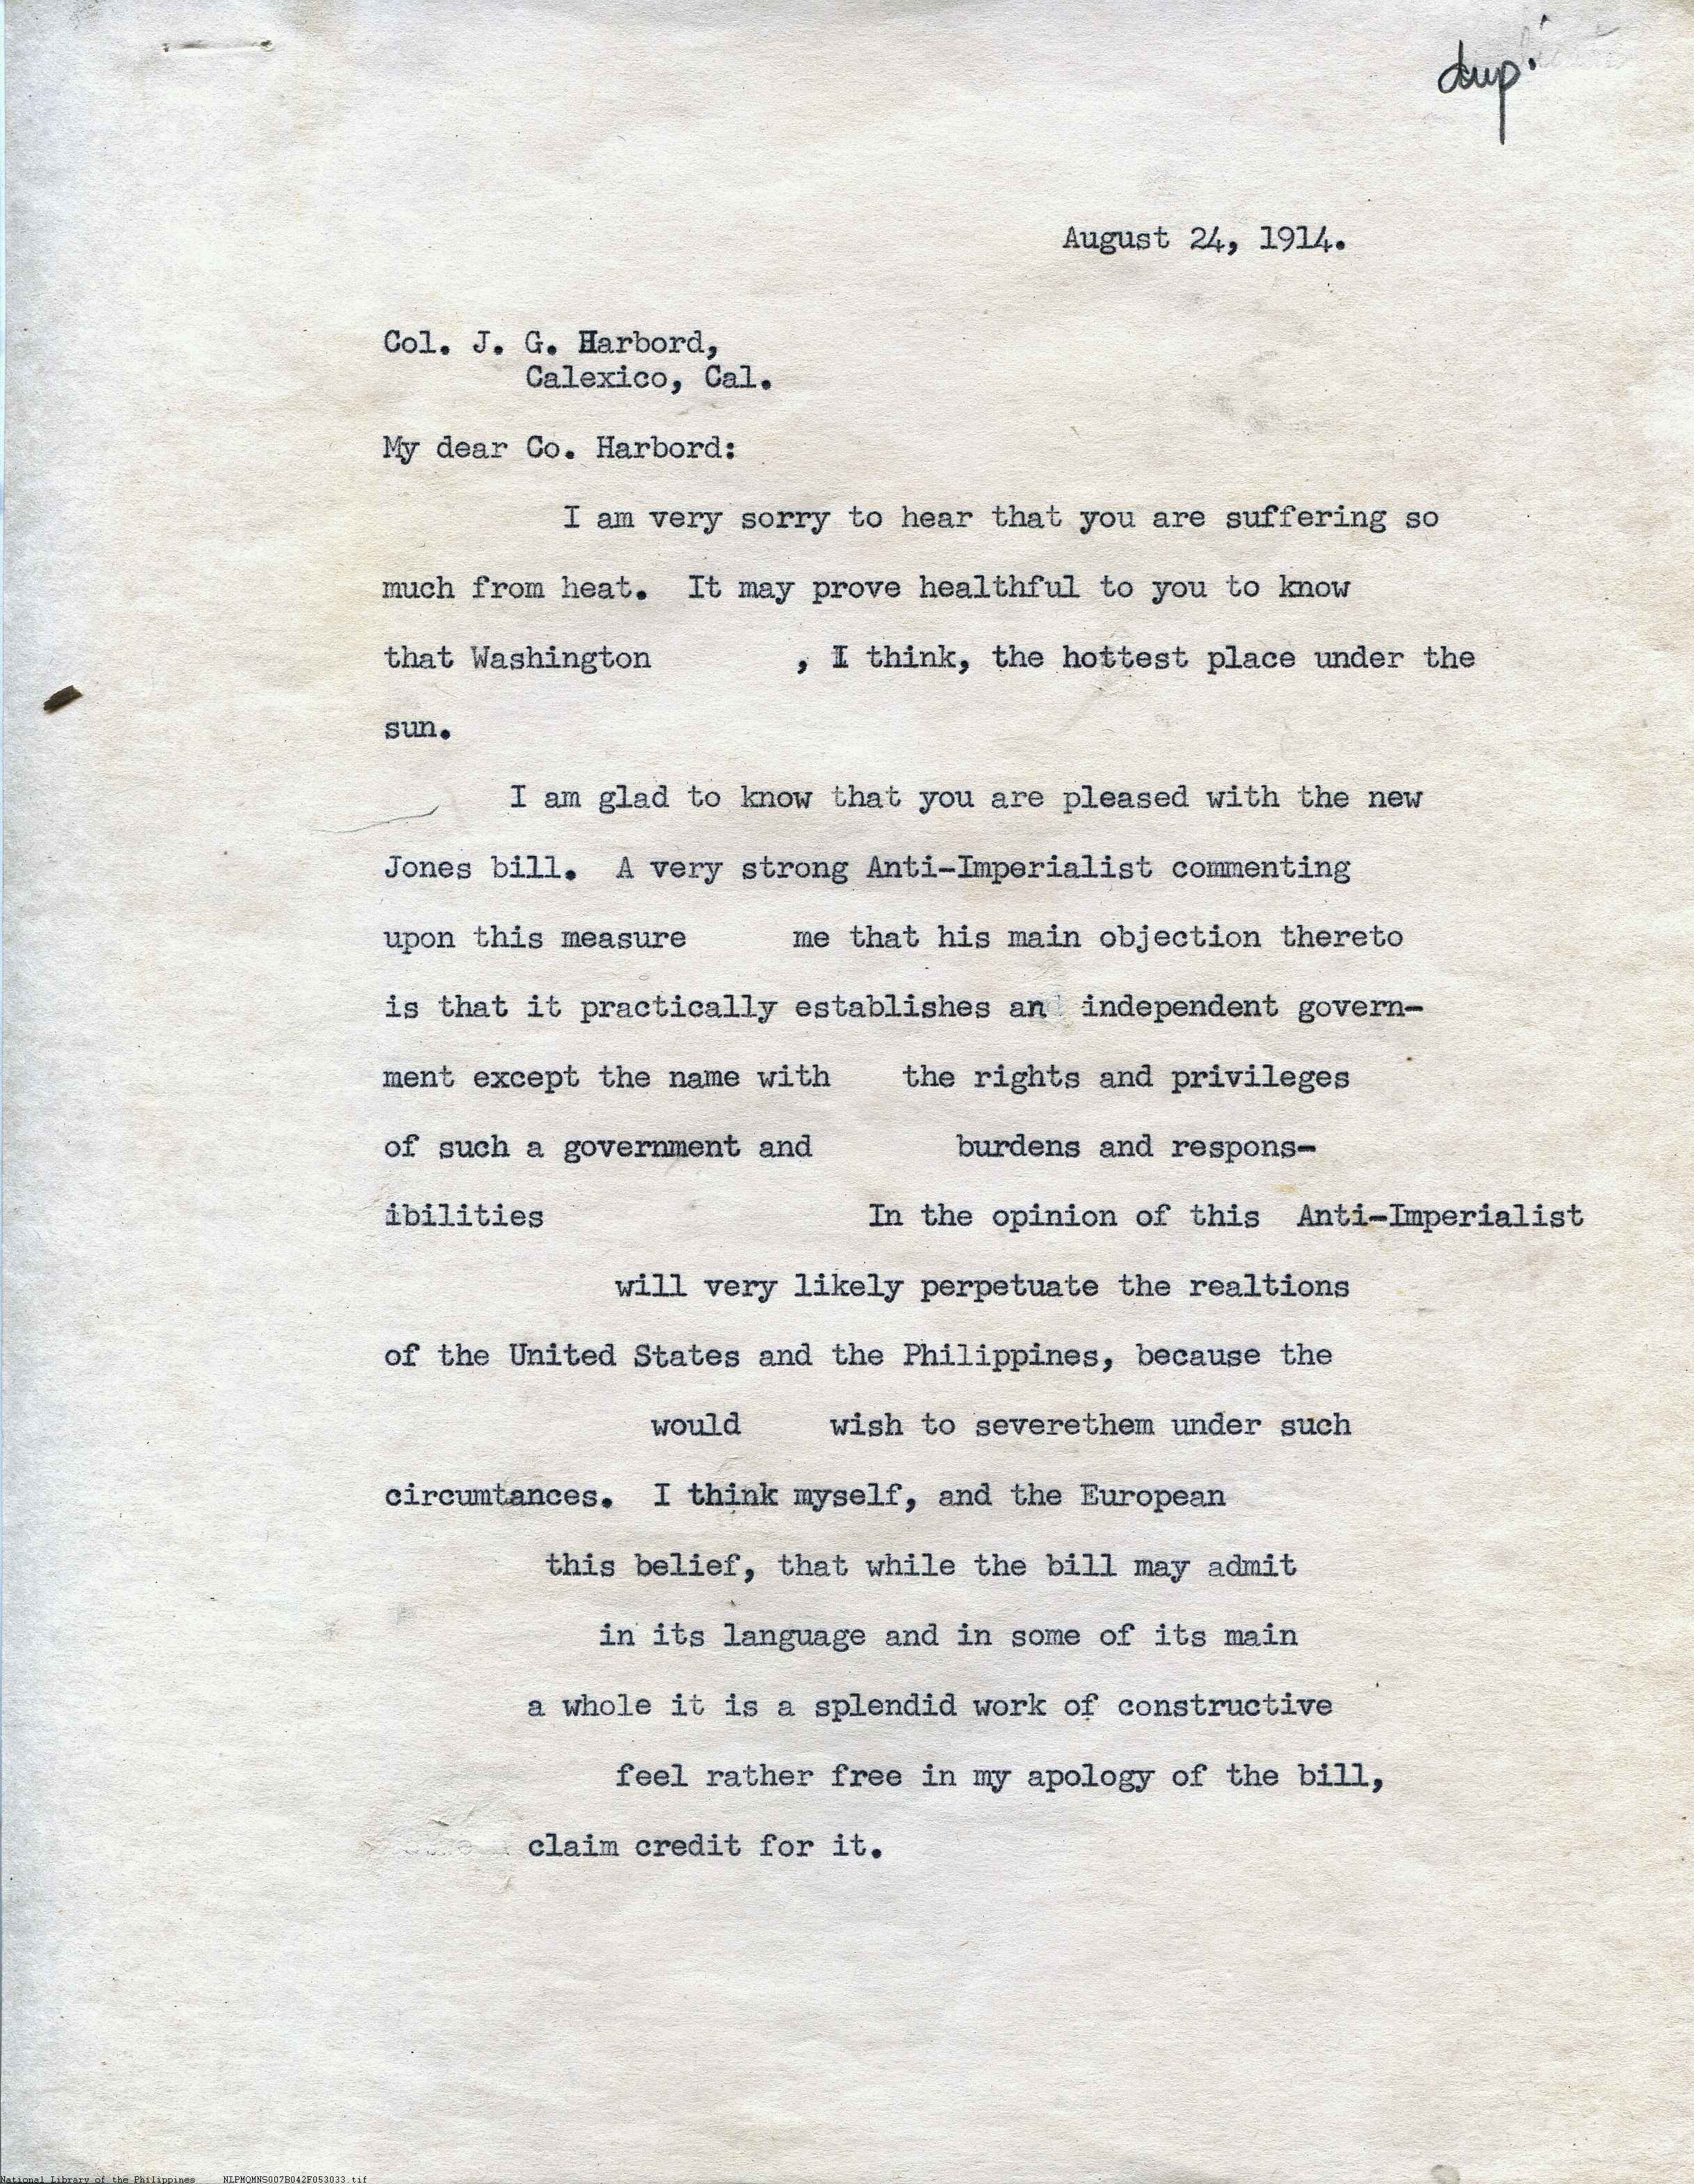 dup.
August 24, 1914.
Col. J. G. Harbord,
Calexico, Cal.
My dear Co. Harbord:
I am very sorry to hear that you are suffering so
much from heat. It may prove healthful to you to know
that Washington , I think, the hottest place under the
sun.
I am glad to know that you are pleased with the new
Jones bill. A very strong Anti-Imperialist commenting
upon this measure me that his main objection thereto
is that it practically establishes an independent govern-
ment except the name with the rights and privileges
of such a government and burdens and respons-
ibilities In the opinion of this Anti-Imperialist
will very likely perpetuate the realtions
of the United States and the Philippines, because the
would wish to severethem under such
circumtances. I think myself, and the European
this belief, that while the bill may admit
in its language and in some of its main
a whole it is a splendid work of constructive
feel rather free in my apology of the bill,
claim credit for it.
National Library of the Philippines NLPMQMNS007B042F053033.tif